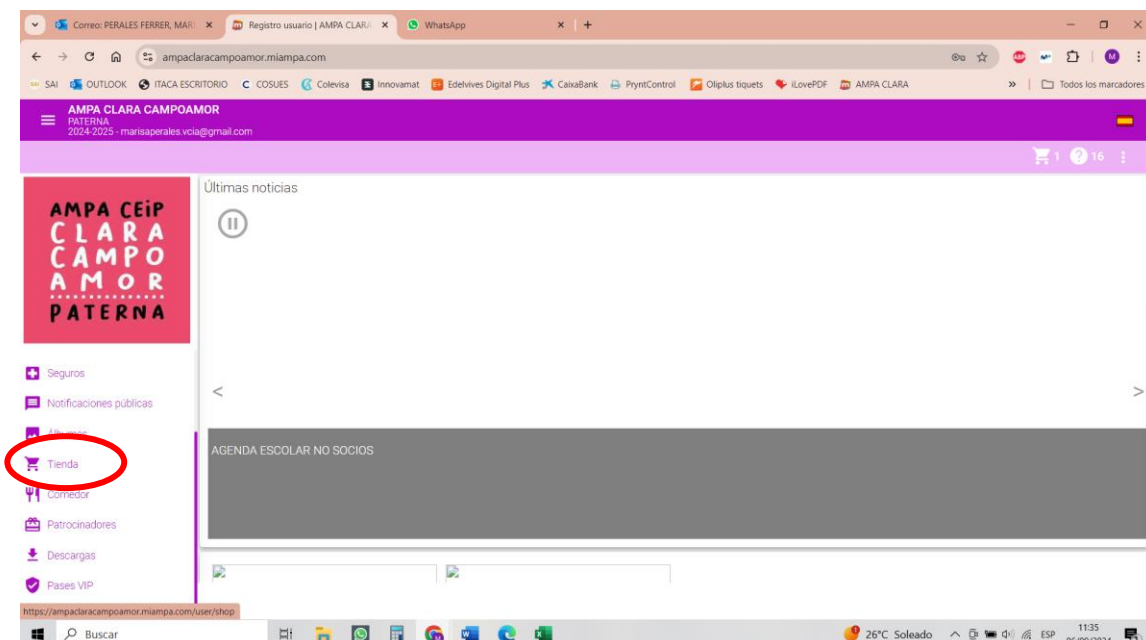 Correo: PERALES FERRER, MARI
Registro usuario | AMPA CLARA
WhatsApp
ampaclaracampoamor.miampa.com
SAI
OUTLOOK
ITACA ESCRITORIO
COSUES
Colevisa
Innovamat
Edelvives Digital Plus
CaixaBank
PryntControl
Oliplus tiquets
iLovePDF
AMPA CLARA
Todos los marcadores
AMPA CLARA CAMPOAMOR
PATERNA
2024-2025 - marisaperales.vcia@gmail.com
1
16
AMPA CEiP
CLARA
CAMPO
AMOR
PATERNA
Últimas noticias
Seguros
Notificaciones públicas
Álbumes
Tienda
Comedor
Patrocinadores
Descargas
Pases VIP
AGENDA ESCOLAR NO SOCIOS
https://ampaclaracampoamor.miampa.com/user/shop
Buscar
26°C Soleado
ESP
11:35